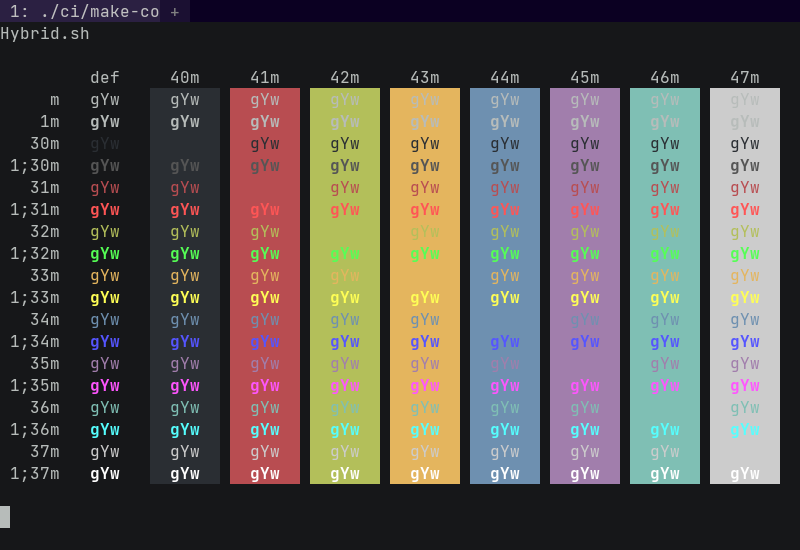 1: ./ci/make-co +
Hybrid.sh
def 40m 41m 42m 43m 44m 45m 46m 47m
m gYw gYw gYw gYw gYw gYw gYw gYw gYw
1m gYw gYw gYw gYw gYw gYw gYw gYw gYw
30m gYw gYw gYw gYw gYw gYw gYw gYw
1;30m gYw gYw gYw gYw gYw gYw gYw gYw gYw
31m gYw gYw gYw gYw gYw gYw gYw gYw
1;31m gYw gYw gYw gYw gYw gYw gYw gYw gYw
32m gYw gYw gYw gYw gYw gYw gYw gYw
1;32m gYw gYw gYw gYw gYw gYw gYw gYw gYw
33m gYw gYw gYw gYw gYw gYw gYw gYw
1;33m gYw gYw gYw gYw gYw gYw gYw gYw gYw
34m gYw gYw gYw gYw gYw gYw gYw gYw
1;34m gYw gYw gYw gYw gYw gYw gYw gYw gYw
35m gYw gYw gYw gYw gYw gYw gYw gYw
1;35m gYw gYw gYw gYw gYw gYw gYw gYw gYw
36m gYw gYw gYw gYw gYw gYw gYw gYw
1;36m gYw gYw gYw gYw gYw gYw gYw gYw gYw
37m gYw gYw gYw gYw gYw gYw gYw gYw
1;37m gYw gYw gYw gYw gYw gYw gYw gYw gYw